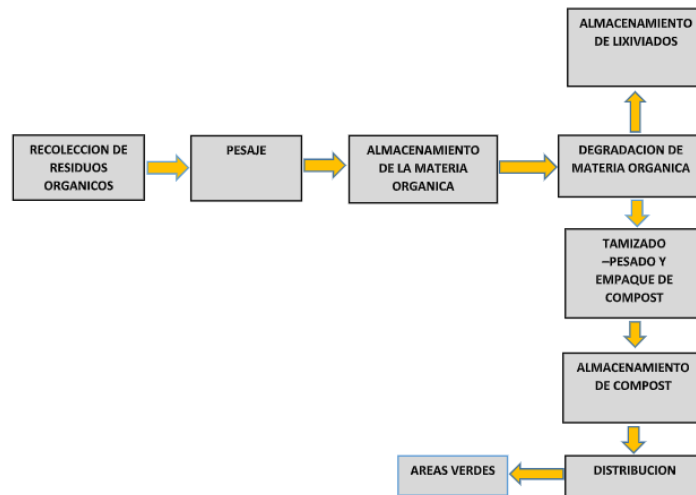 ALMACENAMIENTO
DE LIXIVIADOS
RECOLECCION DE
RESIDUOS
ORGANICOS
PESAJE
ALMACENAMIENTO
DE LA MATERIA
ORGANICA
DEGRADACION DE
MATERIA ORGANICA
TAMIZADO
–PESADO Y
EMPAQUE DE
COMPOST
ALMACENAMIENTO
DE COMPOST
AREAS VERDES
DISTRIBUCION